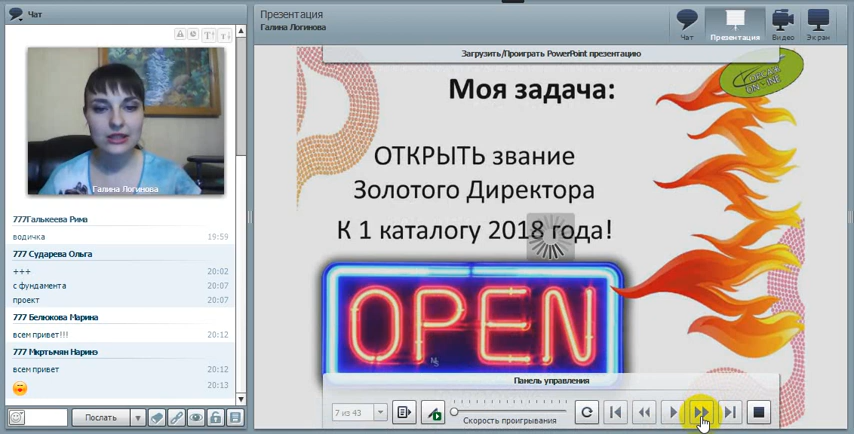 Чат
Галина Логинова
777Галькеева Рима
водичка 19:59
777 Сударева Ольга
+++ 20:02
с фундамента 20:07
проект 20:07
777 Белюкова Марина
всем привет!!! 20:12
777 Мкртычян Наринэ
всем привет 20:12
20:13
Послать
Презентация
Галина Логинова
Чат
Презентация
Видео
Экран
Загрузить/Проиграть PowerPoint презентацию
Моя задача:
ОТКРЫТЬ звание
Золотого Директора
К 1 каталогу 2018 года!
OPEN
Панель управления
7 из 43
Скорость проигрывания